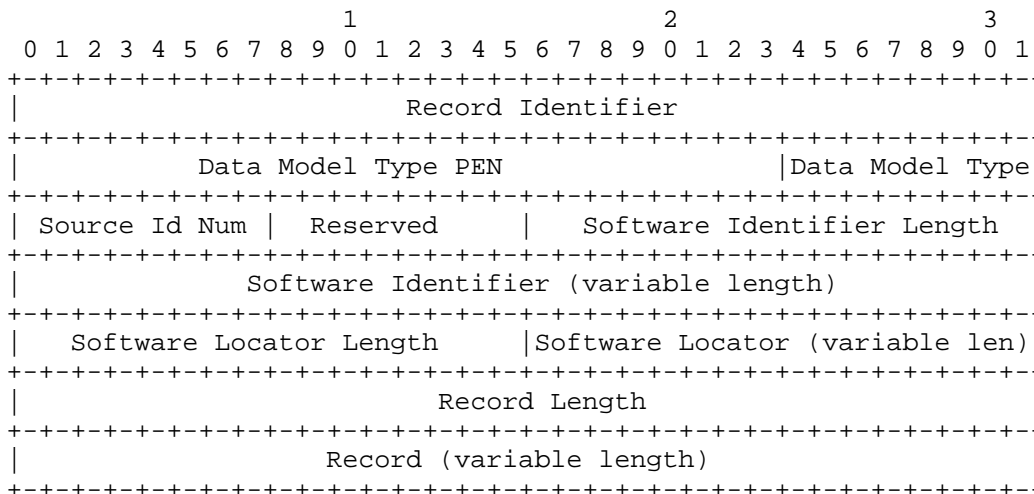 1                   2                   3
 0 1 2 3 4 5 6 7 8 9 0 1 2 3 4 5 6 7 8 9 0 1 2 3 4 5 6 7 8 9 0 1
+-+-+-+-+-+-+-+-+-+-+-+-+-+-+-+-+-+-+-+-+-+-+-+-+-+-+-+-+-+-+-+-
|                        Record Identifier
+-+-+-+-+-+-+-+-+-+-+-+-+-+-+-+-+-+-+-+-+-+-+-+-+-+-+-+-+-+-+-+-
|           Data Model Type PEN                 |Data Model Type
+-+-+-+-+-+-+-+-+-+-+-+-+-+-+-+-+-+-+-+-+-+-+-+-+-+-+-+-+-+-+-+-
| Source Id Num |  Reserved     |   Software Identifier Length
+-+-+-+-+-+-+-+-+-+-+-+-+-+-+-+-+-+-+-+-+-+-+-+-+-+-+-+-+-+-+-+-
|              Software Identifier (variable length)
+-+-+-+-+-+-+-+-+-+-+-+-+-+-+-+-+-+-+-+-+-+-+-+-+-+-+-+-+-+-+-+-
|   Software Locator Length     |Software Locator (variable len)
+-+-+-+-+-+-+-+-+-+-+-+-+-+-+-+-+-+-+-+-+-+-+-+-+-+-+-+-+-+-+-+-
|                          Record Length
+-+-+-+-+-+-+-+-+-+-+-+-+-+-+-+-+-+-+-+-+-+-+-+-+-+-+-+-+-+-+-+-
|                   Record (variable length)
+-+-+-+-+-+-+-+-+-+-+-+-+-+-+-+-+-+-+-+-+-+-+-+-+-+-+-+-+-+-+-+-